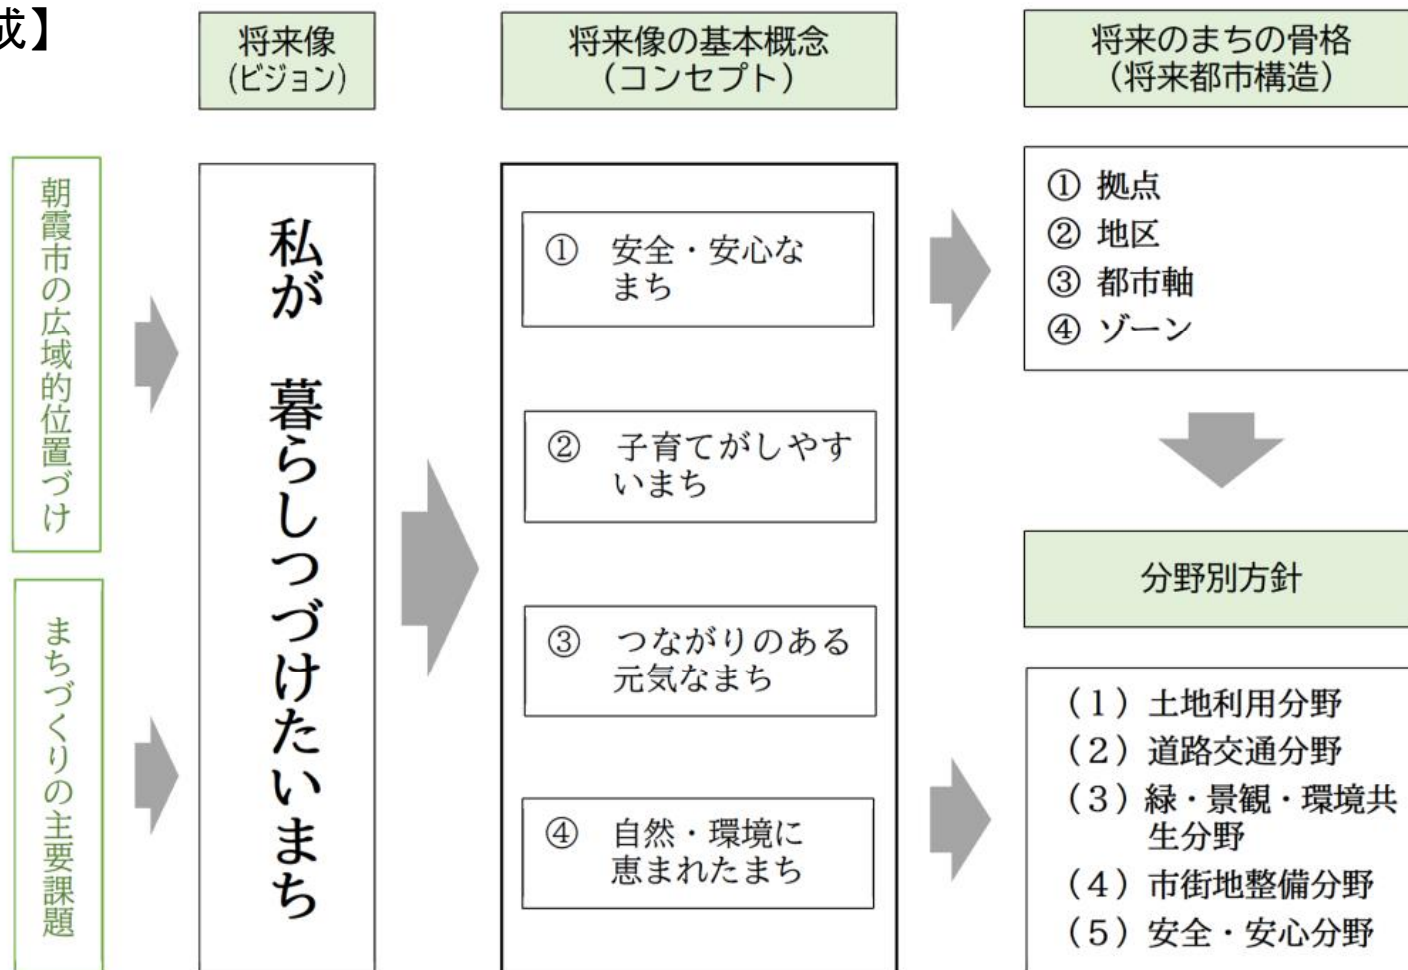 成】
将来像
（ビジョン）
将来像の基本概念
（コンセプト）
将来のまちの骨格
（将来都市構造）
朝霞市の広域的位置づけ
まちづくりの主要課題
私が　暮らしつづけたいまち
① 安全・安心な
まち
② 子育てがしやす
いまち
③ つながりのある
元気なまち
④ 自然・環境に
恵まれたまち
① 拠点
② 地区
③ 都市軸
④ ゾーン
分野別方針
（１）土地利用分野
（２）道路交通分野
（３）緑・景観・環境共
生分野
（４）市街地整備分野
（５）安全・安心分野